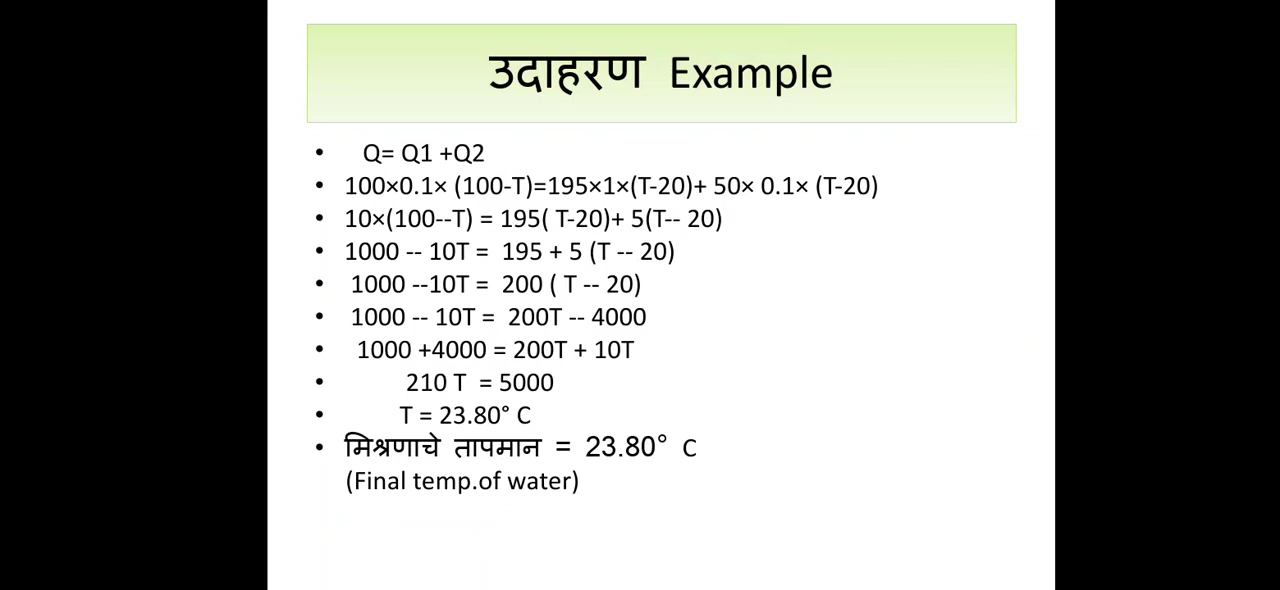 उदाहरण Example
• Q= Q1 +Q2
• 100×0.1× (100-T)=195×1×(T-20)+ 50× 0.1× (T-20)
• 10×(100--T) = 195( T-20)+ 5(T-- 20)
• 1000 -- 10T = 195 + 5 (T -- 20)
• 1000 --10T = 200 ( T -- 20)
• 1000 -- 10T = 200T -- 4000
• 1000 +4000 = 200T + 10T
• 210 T = 5000
• T = 23.80° C
• मिश्रणाचे तापमान = 23.80° C
(Final temp.of water)